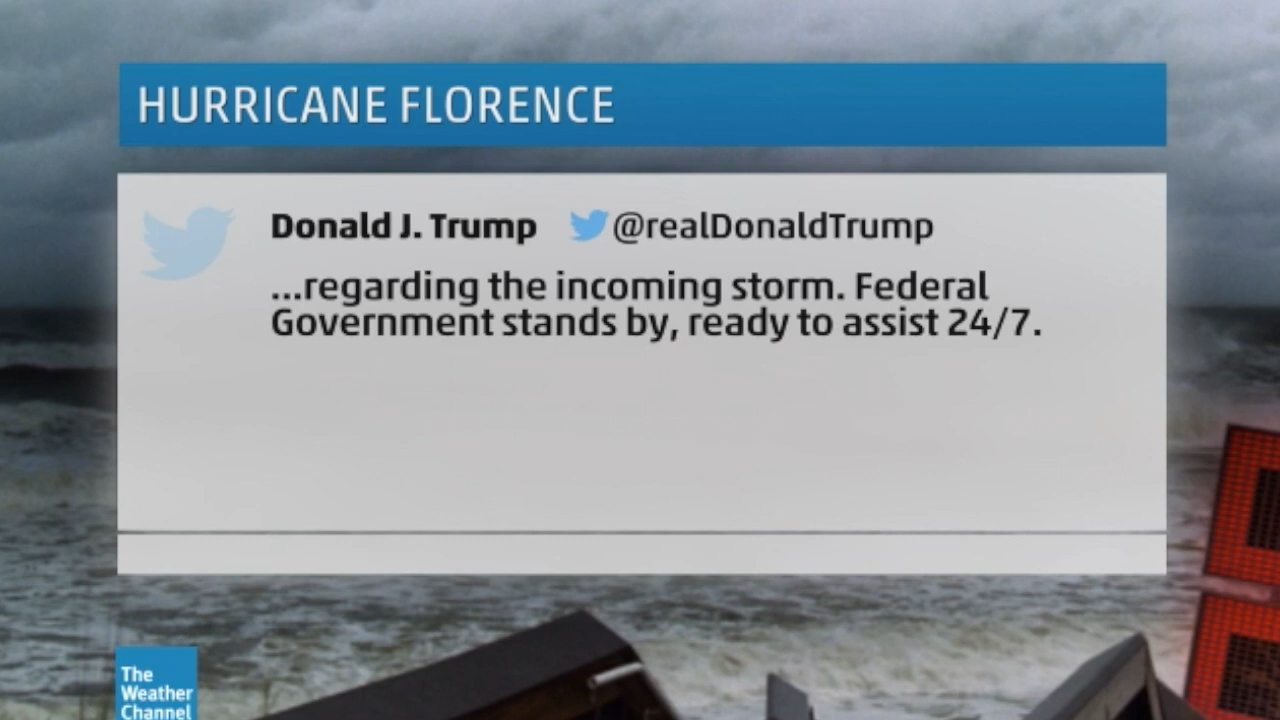 HURRICANE FLORENCE
Donald J. Trump @realDonaldTrump
...regarding the incoming storm. Federal
Government stands by, ready to assist 24/7.
The
Weather
Channel